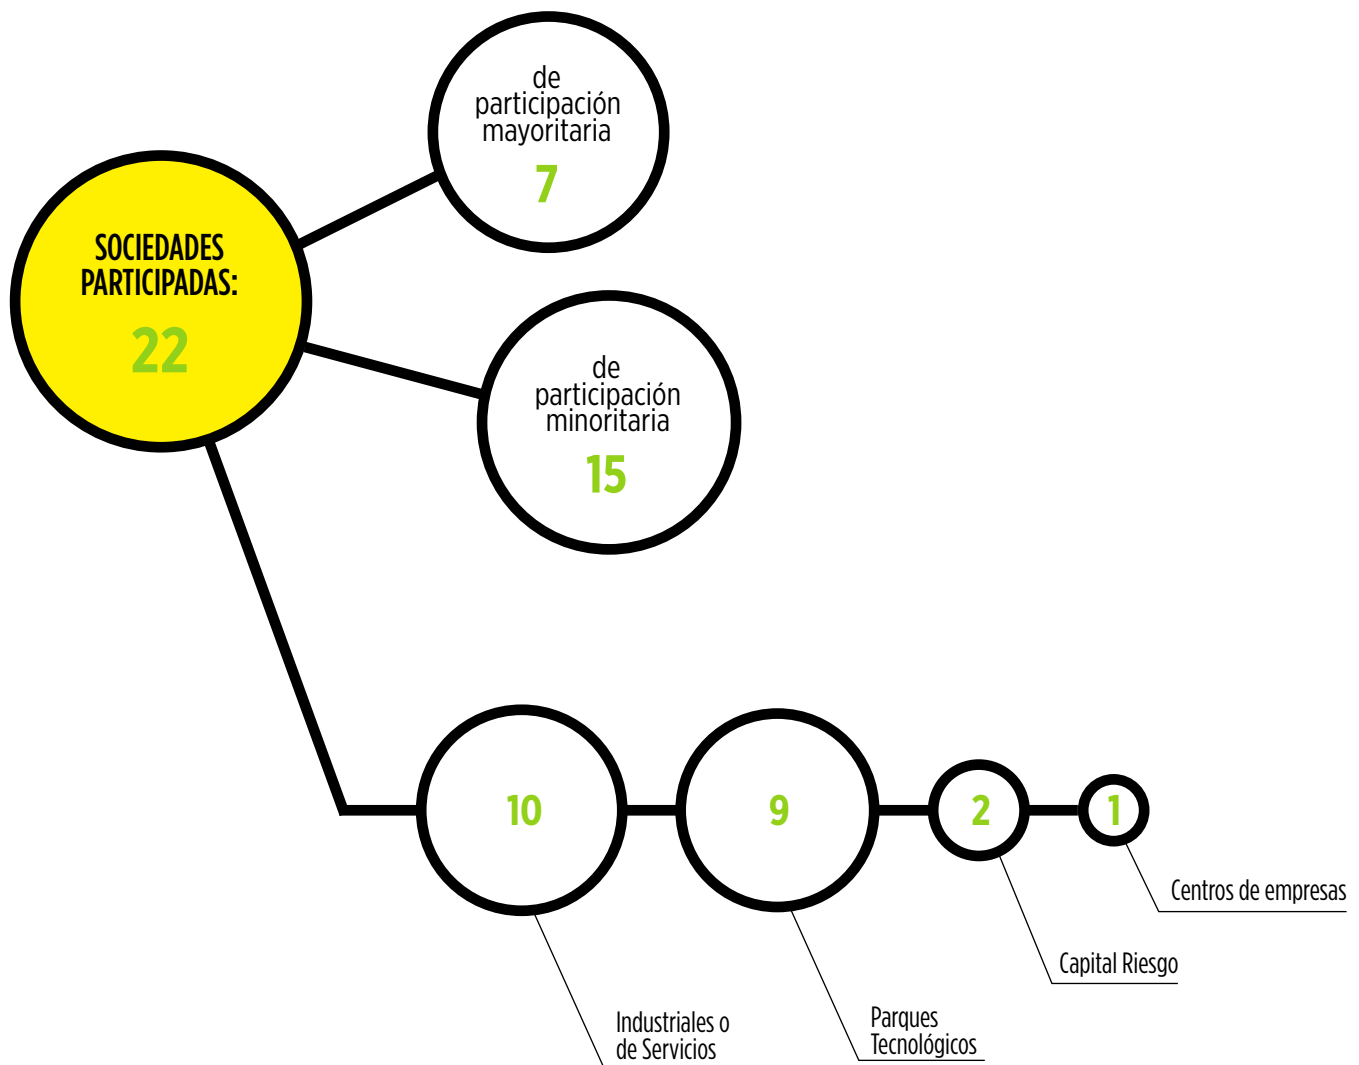 de
participación
mayoritaria
7
SOCIEDADES
PARTICIPADAS:
22
de
participación
minoritaria
15
10
9
2
1
Centros de empresas
Capital Riesgo
Parques
Tecnológicos
Industriales o
de Servicios